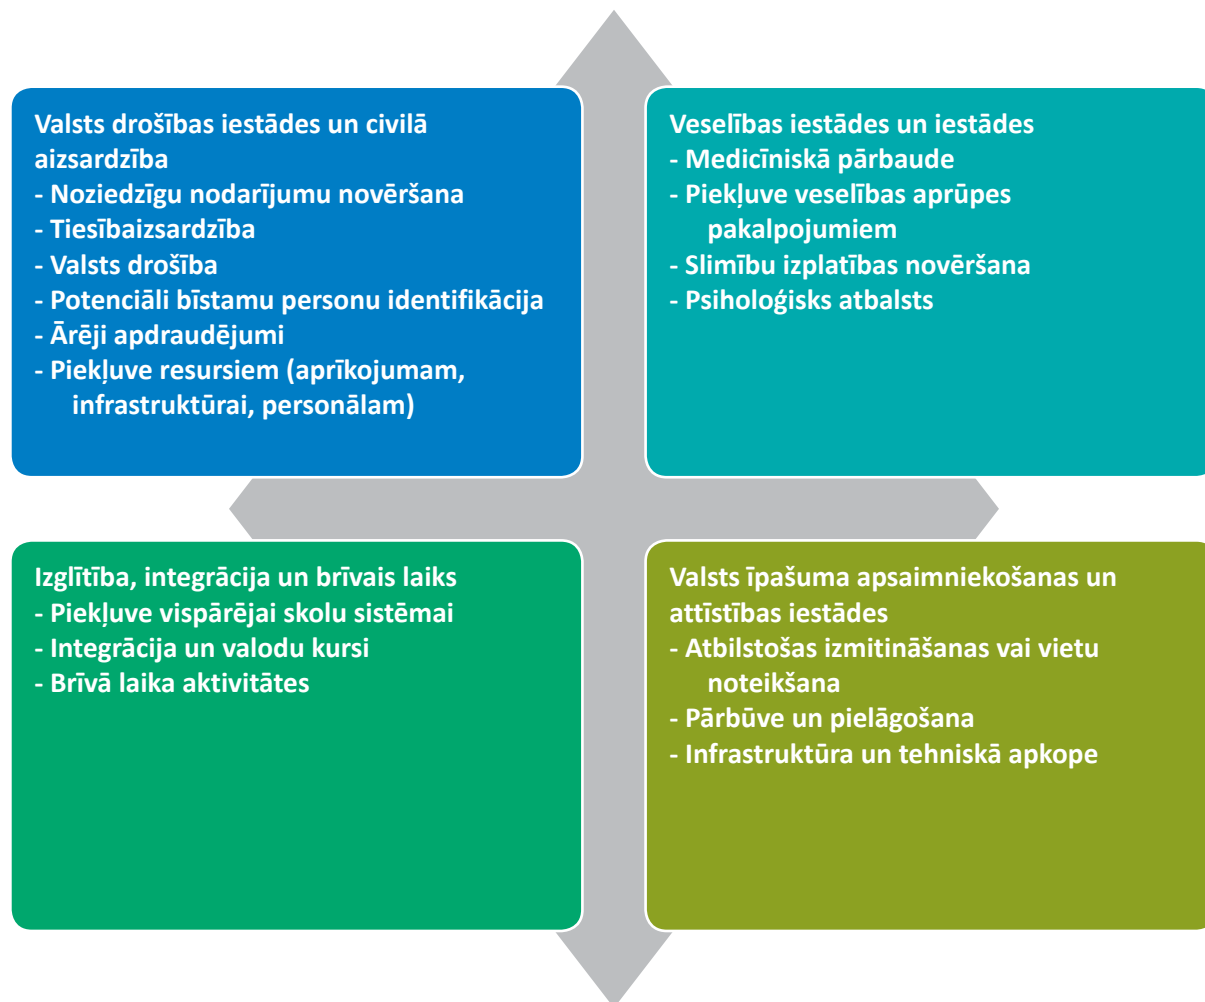 Valsts drošības iestādes un civilā
aizsardzība
- Noziedzīgu nodarījumu novēršana
- Tiesībaizsardzība
- Valsts drošība
- Potenciāli bīstamu personu identifikācija
- Ārēji apdraudējumi
- Piekļuve resursiem (aprīkojumam,
infrastruktūrai, personālam)
Veselības iestādes un iestādes
- Medicīniskā pārbaude
- Piekļuve veselības aprūpes
pakalpojumiem
- Slimību izplatības novēršana
- Psiholoģisks atbalsts
Izglītība, integrācija un brīvais laiks
- Piekļuve vispārējai skolu sistēmai
- Integrācija un valodu kursi
- Brīvā laika aktivitātes
Valsts īpašuma apsaimniekošanas un
attīstības iestādes
- Atbilstošas izmitināšanas vai vietu
noteikšana
- Pārbūve un pielāgošana
- Infrastruktūra un tehniskā apkope